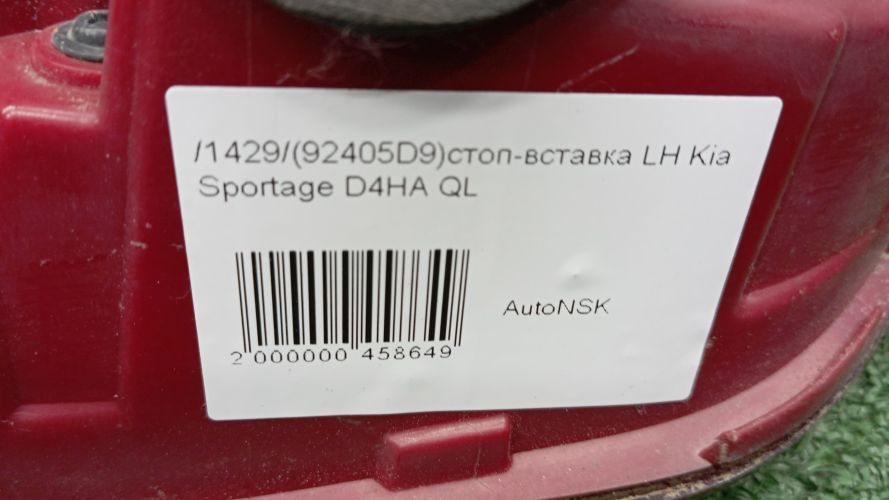 /1429/(92405D9)стоп-вставка LH Kia
Sportage D4HA QL
AutoNSK
2 000000 458649